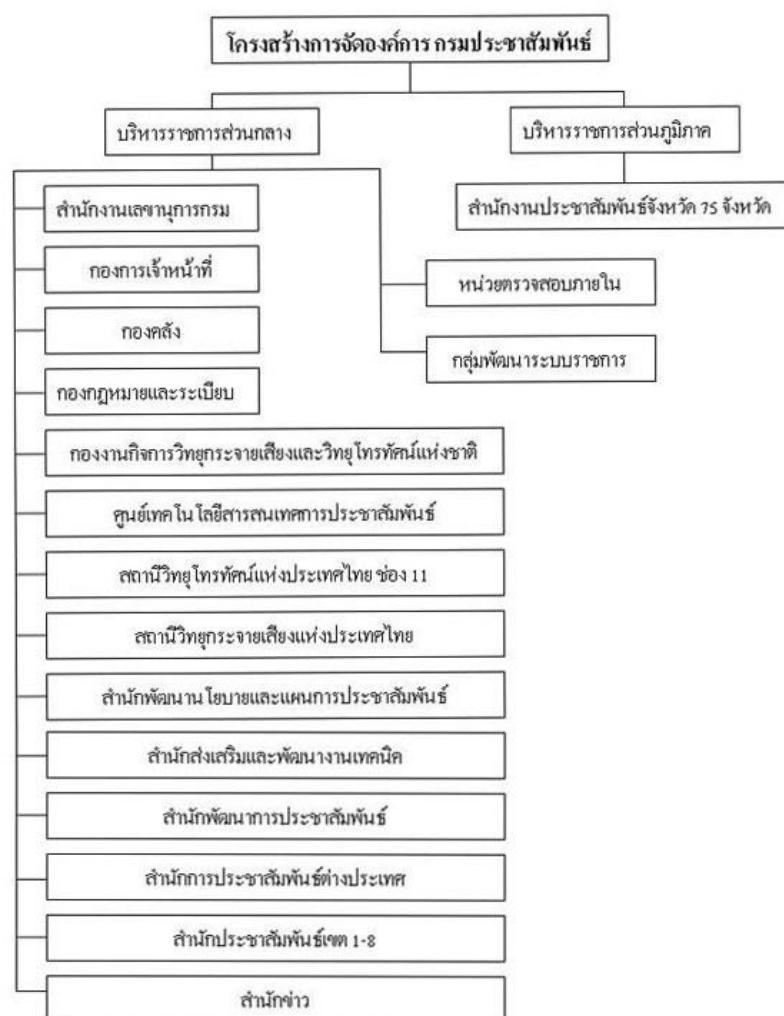 โครงสร้างการจัดองค์การ กรมประชาสัมพันธ์
บริหารราชการส่วนกลาง
บริหารราชการส่วนภูมิภาค
สำนักงานเลขานุการกรม
สำนักงานประชาสัมพันธ์จังหวัด 75 จังหวัด
กองการเจ้าหน้าที่
หน่วยตรวจสอบภายใน
กองคลัง
กลุ่มพัฒนาระบบราชการ
กองกฎหมายและระเบียบ
กองงานกิจการวิทยุกระจายเสียงและวิทยุโทรทัศน์แห่งชาติ
ศูนย์เทคโนโลยีสารสนเทศการประชาสัมพันธ์
สถานีวิทยุโทรทัศน์แห่งประเทศไทย ช่อง 11
สถานีวิทยุกระจายเสียงแห่งประเทศไทย
สำนักพัฒนานโยบายและแผนการประชาสัมพันธ์
สำนักส่งเสริมและพัฒนางานเทคนิค
สำนักพัฒนาการประชาสัมพันธ์
สำนักการประชาสัมพันธ์ต่างประเทศ
สำนักประชาสัมพันธ์เขต 1-8
สำนักข่าว